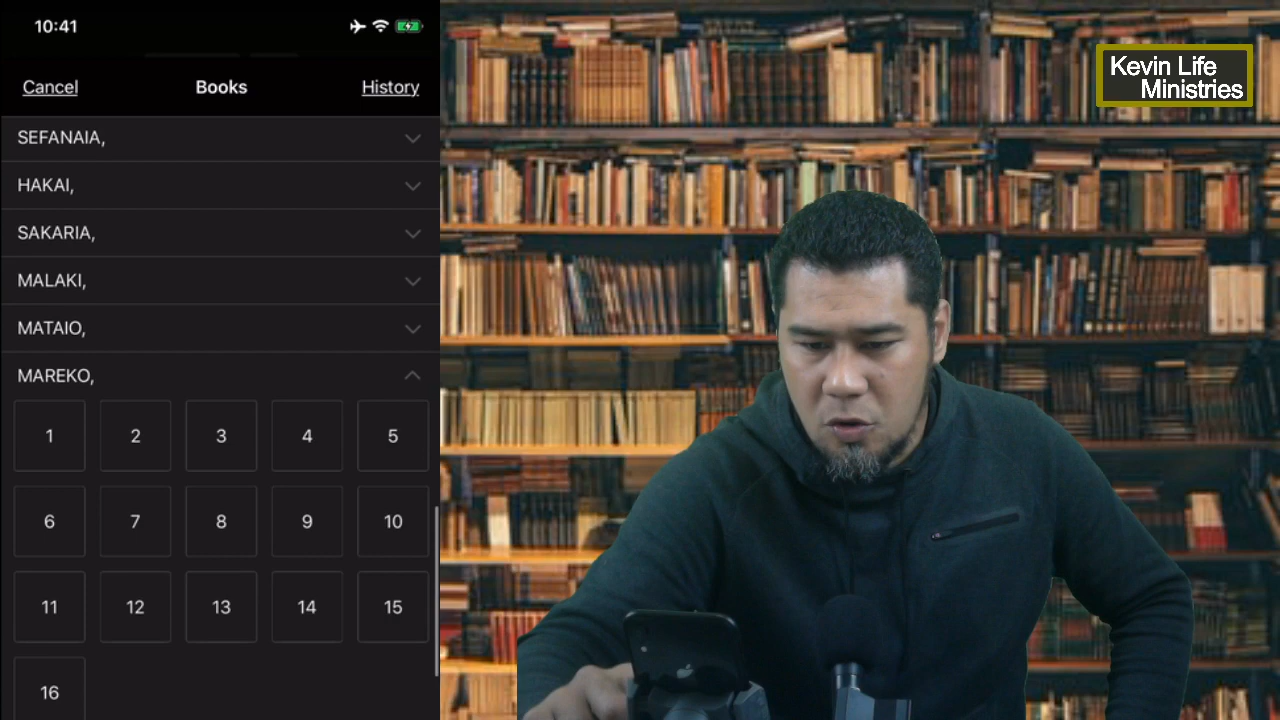 10:41
Cancel Books History
SEFANAIA,
HAKAI,
SAKARIA,
MALAKI,
MATAIO,
MAREKO,
1 2 3 4 5
6 7 8 9 10
11 12 13 14 15
16
Kevin Life
Ministries